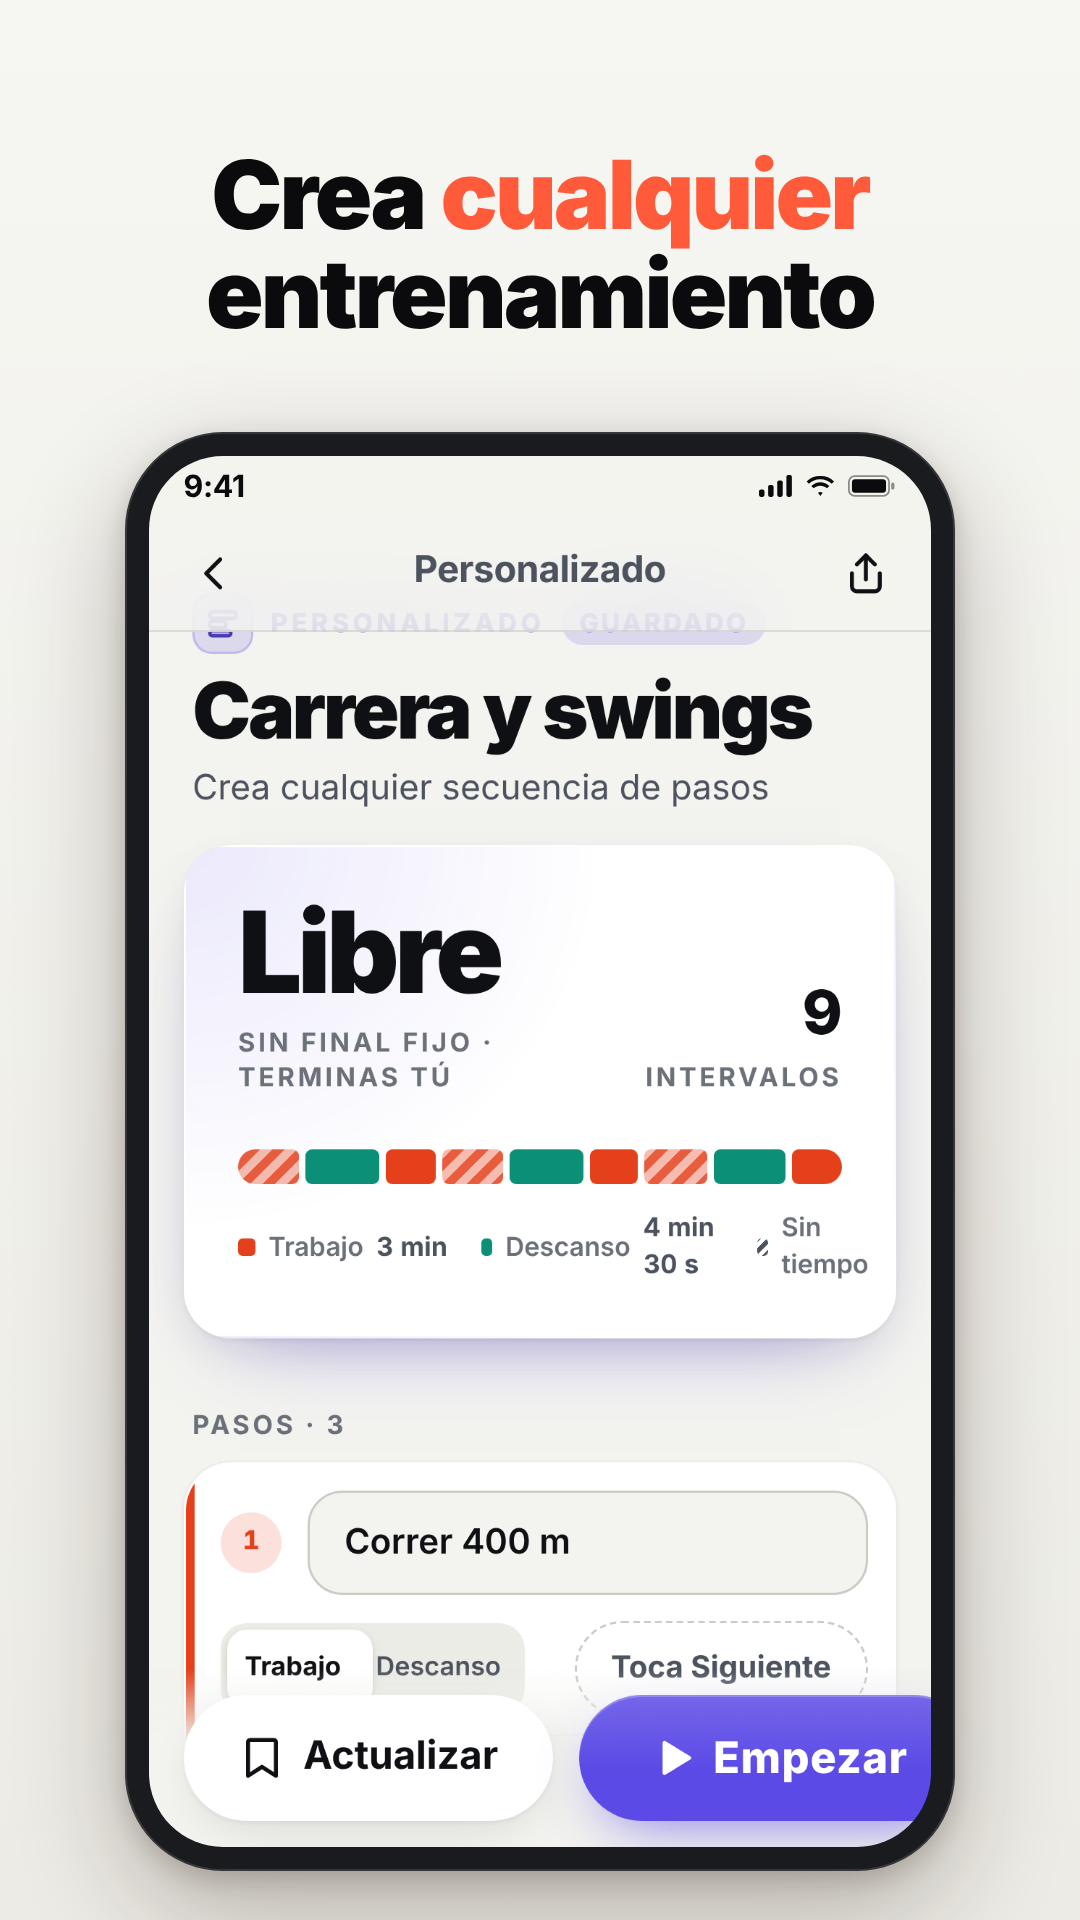 Crea cualquier
entrenamiento
9:41
Personalizado
PERSONALIZADO GUARDADO
Carrera y swings
Crea cualquier secuencia de pasos
Libre
SIN FINAL FIJO ·
TERMINAS TÚ
9
INTERVALOS
Trabajo 3 min
Descanso 4 min
30 s
Sin
tiempo
PASOS · 3
1
Correr 400 m
Trabajo
Descanso
Toca Siguiente
Actualizar
Empezar